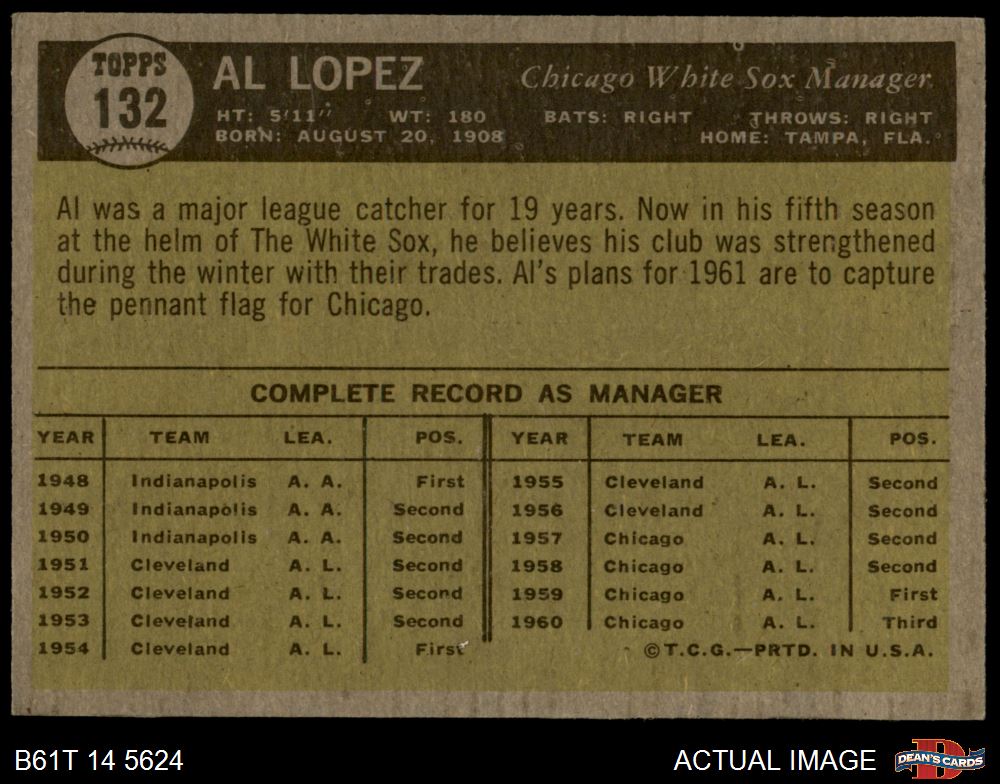 TOPPS
132
AL LOPEZ Chicago White Sox Manager
HT: 5'11" WT: 180 BATS: RIGHT THROWS: RIGHT
BORN: AUGUST 20, 1908 HOME: TAMPA, FLA.
Al was a major league catcher for 19 years. Now in his fifth season
at the helm of The White Sox, he believes his club was strengthened
during the winter with their trades. Al's plans for 1961 are to capture
the pennant flag for Chicago.
COMPLETE RECORD AS MANAGER
YEAR TEAM LEA. POS. YEAR TEAM LEA. POS.
1948 Indianapolis A. A. First 1955 Cleveland A. L. Second
1949 Indianapolis A. A. Second 1956 Cleveland A. L. Second
1950 Indianapolis A. A. Second 1957 Chicago A. L. Second
1951 Cleveland A. L. Second 1958 Chicago A. L. Second
1952 Cleveland A. L. Second 1959 Chicago A. L. First
1953 Cleveland A. L. Second 1960 Chicago A. L. Third
1954 Cleveland A. L. First ©T.C.G.—PRTD. IN U.S.A.
B61T 14 5624 ACTUAL IMAGE DEAN'S CARDS